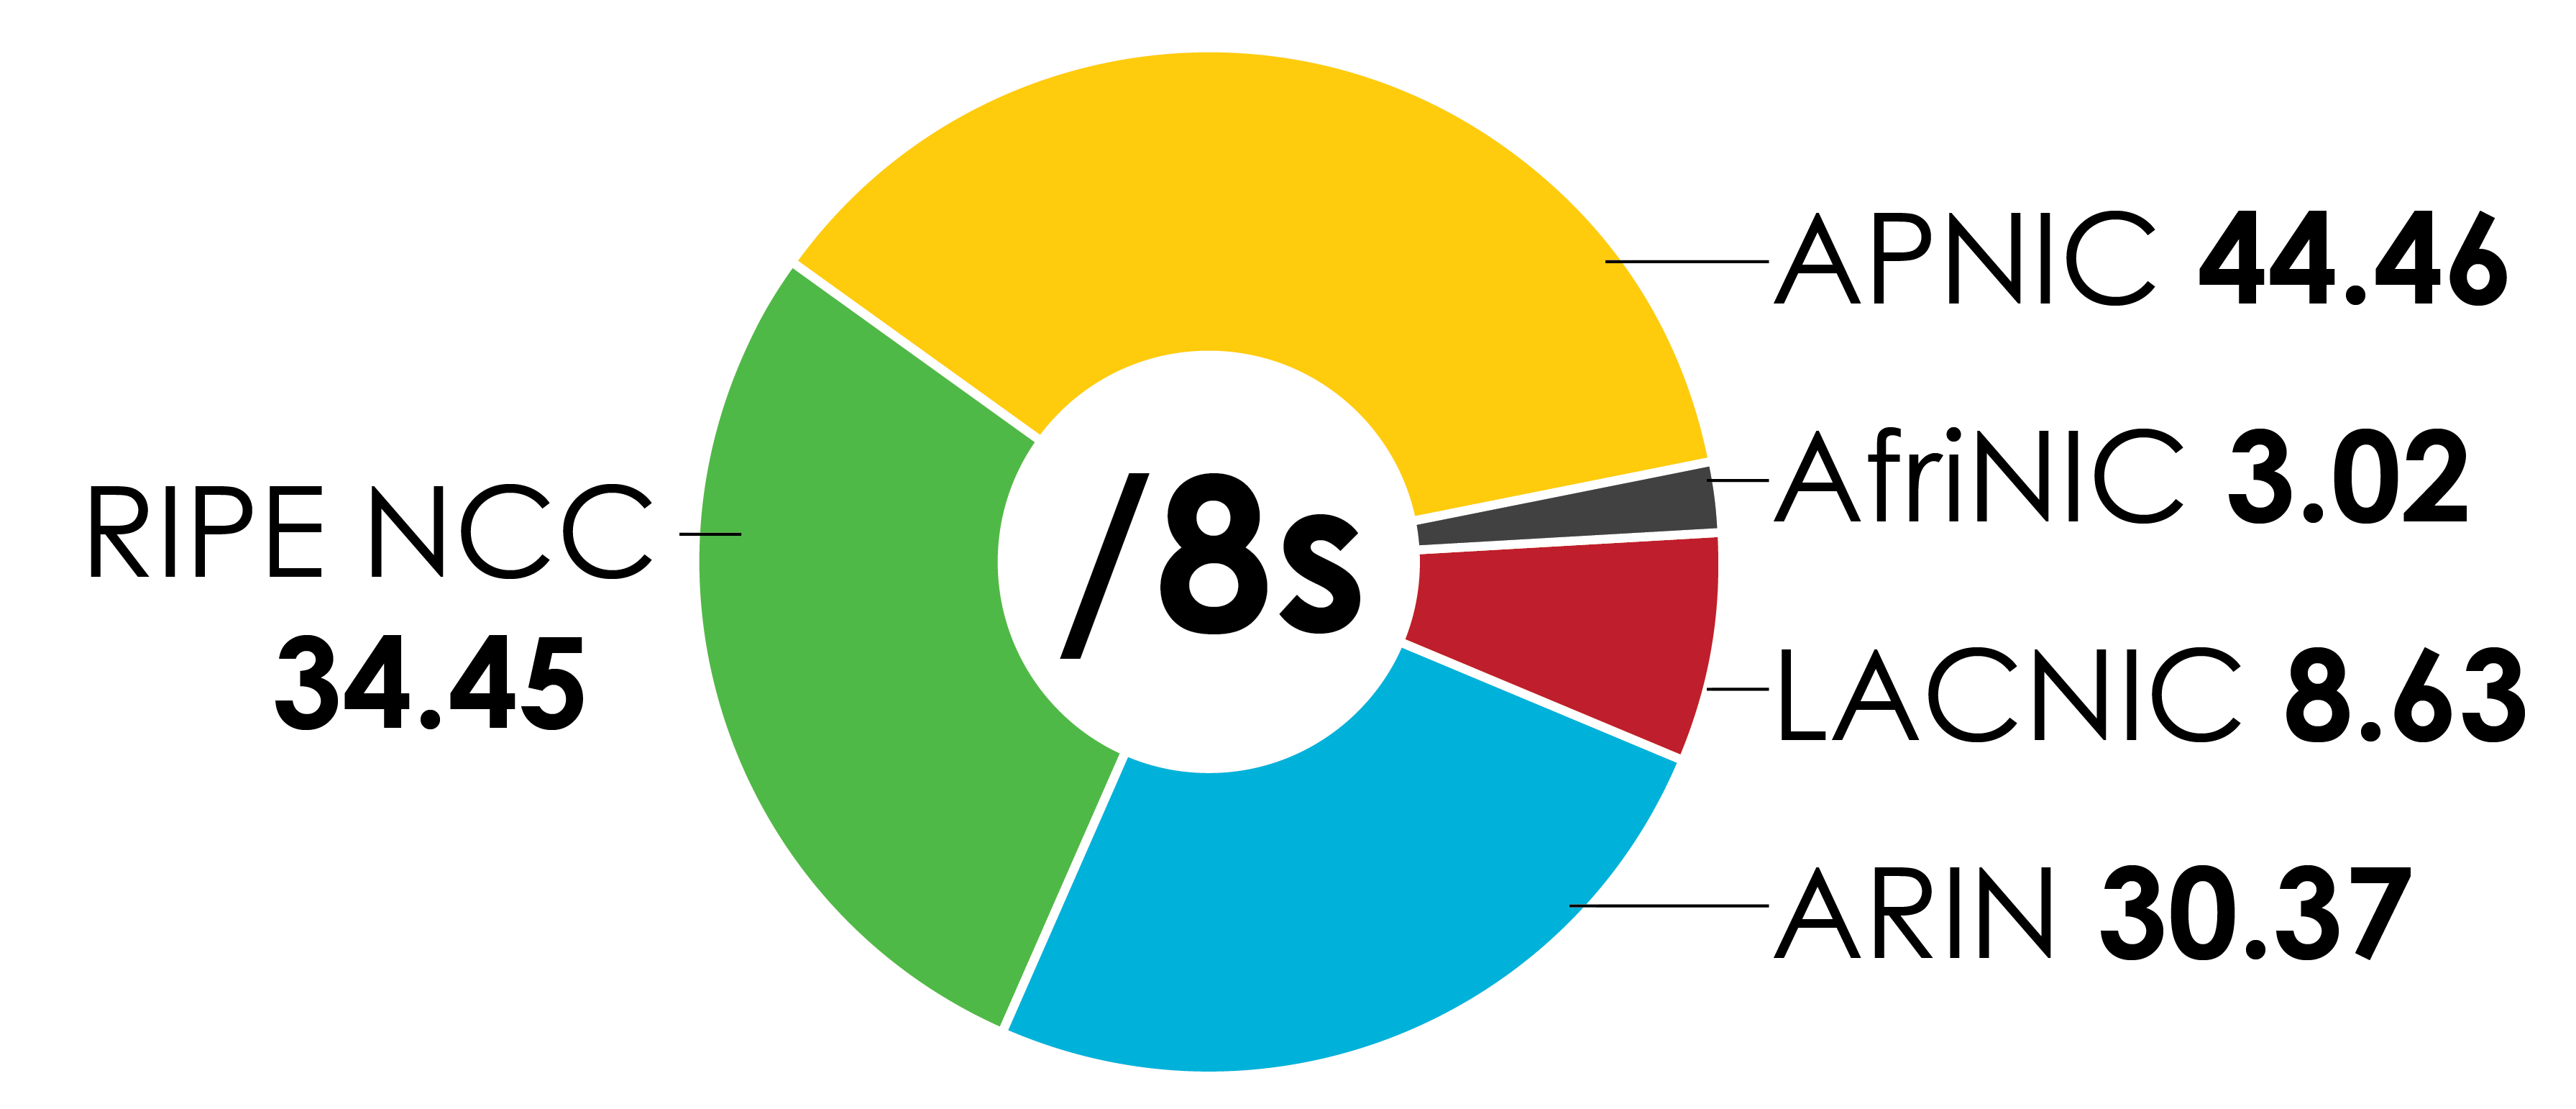 APNIC 44.46
AfriNIC 3.02
RIPE NCC
34.45
/8s
LACNIC 8.63
ARIN 30.37